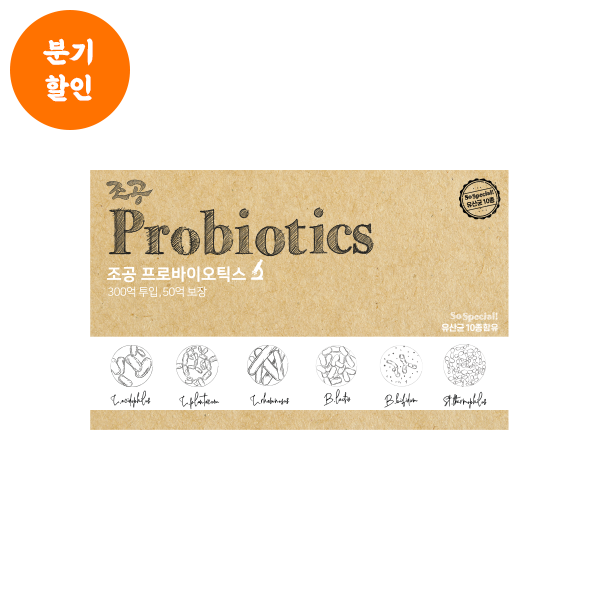 분기
할인
조공
Probiotics
조공 프로바이오틱스
300억 투입, 50억 보장
So Special!
유산균 10종
So Special!
유산균 10종 함유
L.acidophilus
L.plantarum
L.rhamnosus
B.lactis
B.bifidum
St.thermophilus